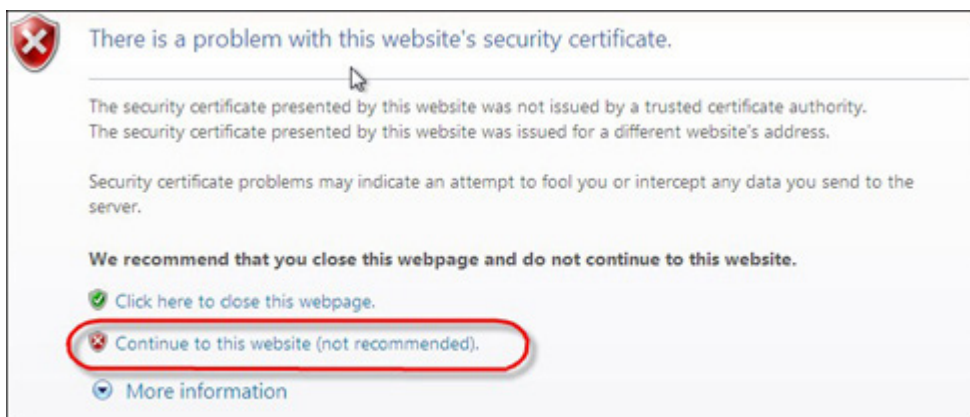 There is a problem with this website's security certificate.
The security certificate presented by this website was not issued by a trusted certificate authority.
The security certificate presented by this website was issued for a different website's address.
Security certificate problems may indicate an attempt to fool you or intercept any data you send to the
server.
We recommend that you close this webpage and do not continue to this website.
Click here to close this webpage.
Continue to this website (not recommended).
More information